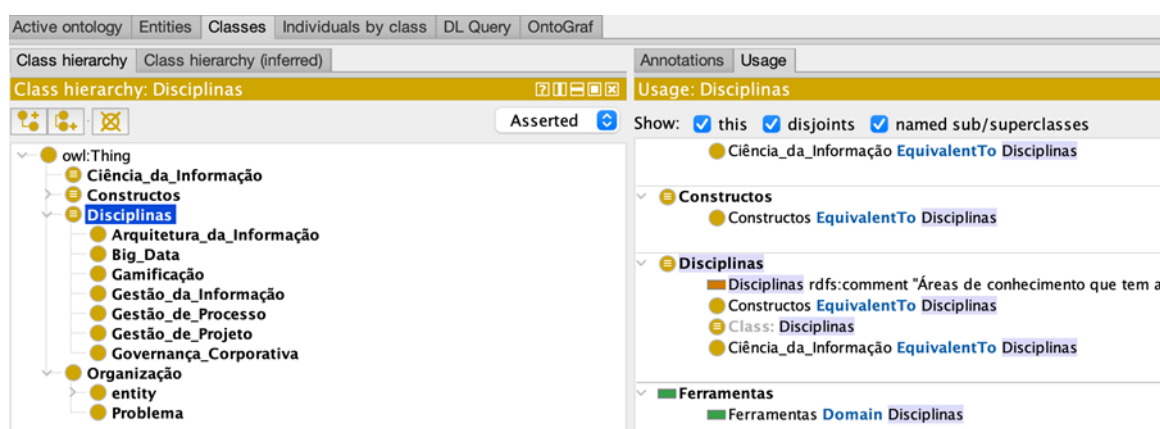 Active ontology Entities Classes Individuals by class DL Query OntoGraf
Class hierarchy Class hierarchy (inferred)
Class hierarchy: Disciplinas
Asserted
owl:Thing
Ciência_da_Informação
Constructos
Disciplinas
Arquitetura_da_Informação
Big_Data
Gamificação
Gestão_da_Informação
Gestão_de_Processo
Gestão_de_Projeto
Governança_Corporativa
Organização
entity
Problema
Annotations Usage
Usage: Disciplinas
Show: this disjoints named sub/superclasses
Ciência_da_Informação EquivalentTo Disciplinas
Constructos
Constructos EquivalentTo Disciplinas
Disciplinas
Disciplinas rdfs:comment "Áreas de conhecimento que tem a
Constructos EquivalentTo Disciplinas
Class: Disciplinas
Ciência_da_Informação EquivalentTo Disciplinas
Ferramentas
Ferramentas Domain Disciplinas